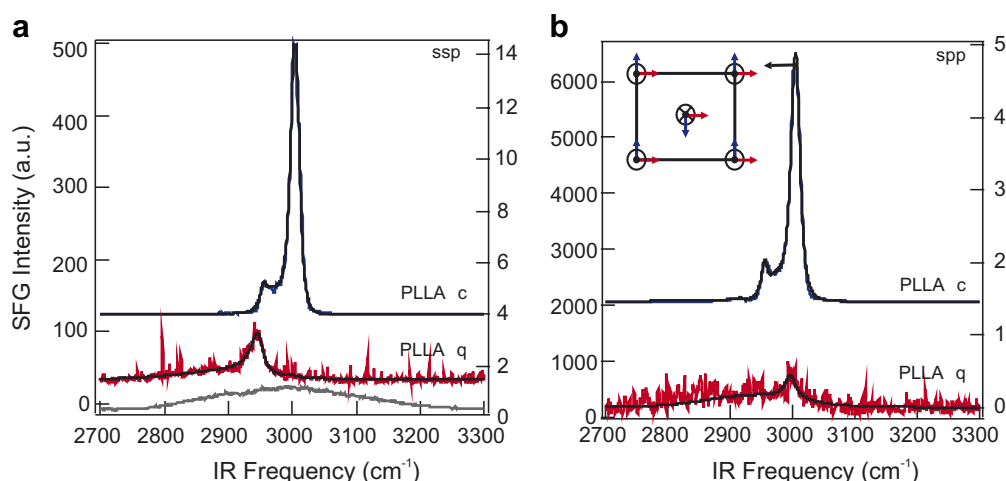 a
ssp
500
400
300
200
100
0
14
12
10
8
6
4
2
0
SFG Intensity (a.u.)
PLLA c
PLLA q
2700 2800 2900 3000 3100 3200 3300
IR Frequency (cm-1)
b
spp
6000
5000
4000
3000
2000
1000
0
5
4
3
2
1
0
PLLA c
PLLA q
2700 2800 2900 3000 3100 3200 3300
IR Frequency (cm-1)